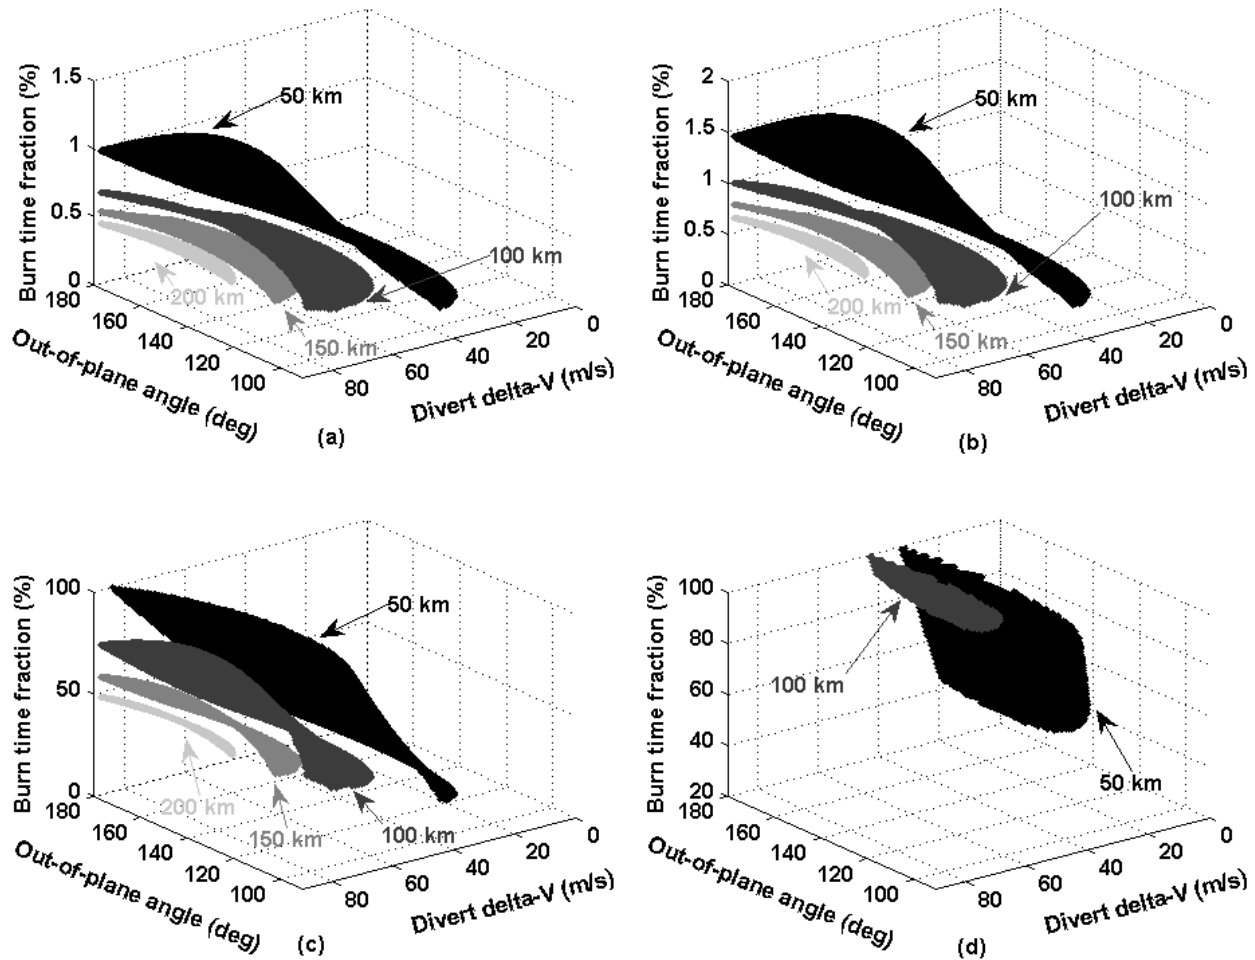 1.5
1
0.5
0
180
160
140
120
100
80
60
40
20
0
Burn time fraction (%)
Out-of-plane angle (deg)
Divert delta-V (m/s)
50 km
100 km
150 km
200 km
(a)
2
1.5
1
0.5
0
180
160
140
120
100
80
60
40
20
0
Burn time fraction (%)
Out-of-plane angle (deg)
Divert delta-V (m/s)
50 km
100 km
150 km
200 km
(b)
100
50
0
180
160
140
120
100
80
60
40
20
0
Burn time fraction (%)
Out-of-plane angle (deg)
Divert delta-V (m/s)
50 km
100 km
150 km
200 km
(c)
100
80
60
40
20
180
160
140
120
100
80
60
40
20
0
Burn time fraction (%)
Out-of-plane angle (deg)
Divert delta-V (m/s)
100 km
50 km
(d)